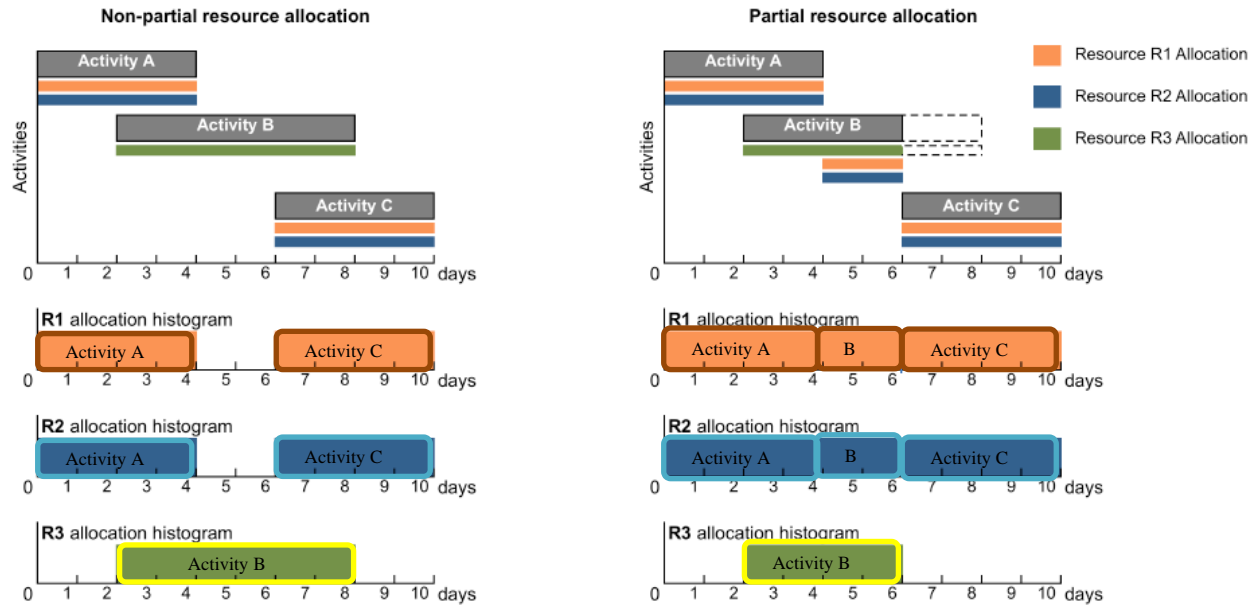 Non-partial resource allocation
Activity A
Activity B
Activity C
Activities
0 1 2 3 4 5 6 7 8 9 10 days
R1 allocation histogram
Activity A Activity C
0 1 2 3 4 5 6 7 8 9 10 days
R2 allocation histogram
Activity A Activity C
0 1 2 3 4 5 6 7 8 9 10 days
R3 allocation histogram
Activity B
0 1 2 3 4 5 6 7 8 9 10 days
Partial resource allocation
Activity A
Activity B
Activity C
Activities
0 1 2 3 4 5 6 7 8 9 10 days
R1 allocation histogram
Activity A B Activity C
0 1 2 3 4 5 6 7 8 9 10 days
R2 allocation histogram
Activity A B Activity C
0 1 2 3 4 5 6 7 8 9 10 days
R3 allocation histogram
Activity B
0 1 2 3 4 5 6 7 8 9 10 days
Resource R1 Allocation
Resource R2 Allocation
Resource R3 Allocation